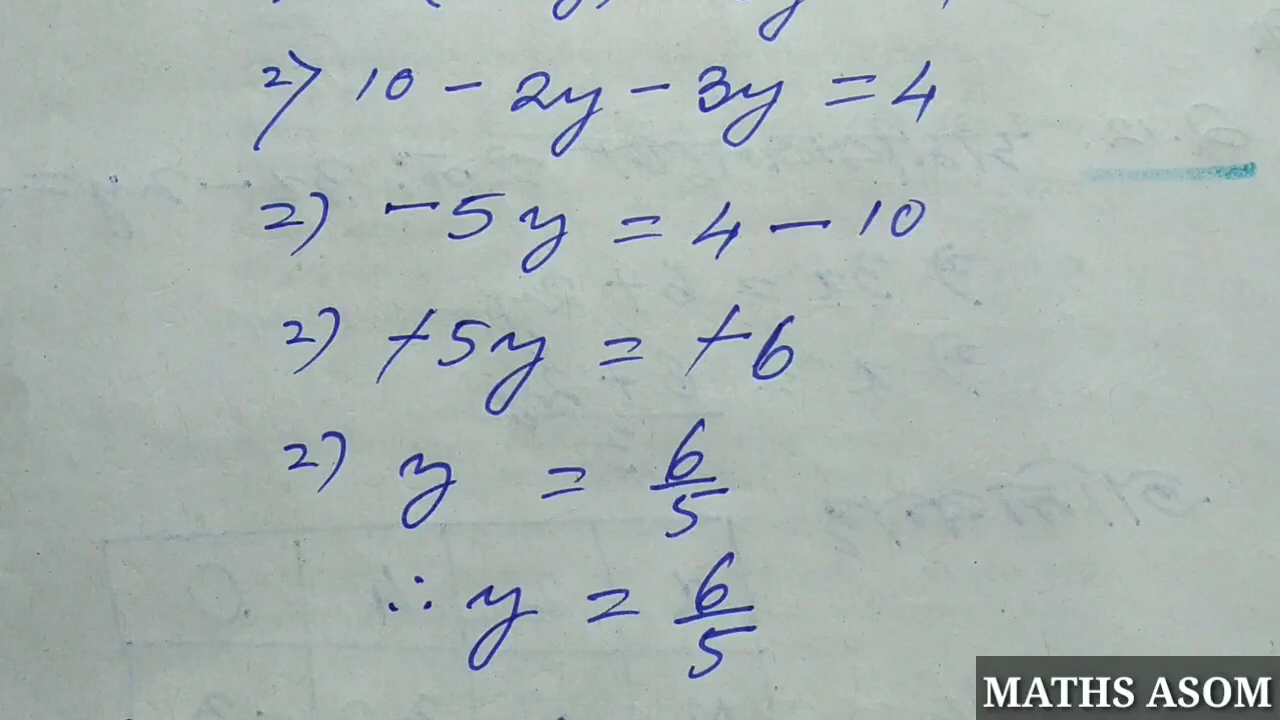 ⇒ 10 - 2y - 3y = 4
⇒ -5y = 4 - 10
⇒ -5y = -6
⇒ y = 6/5
∴ y = 6/5
MATHS ASOM